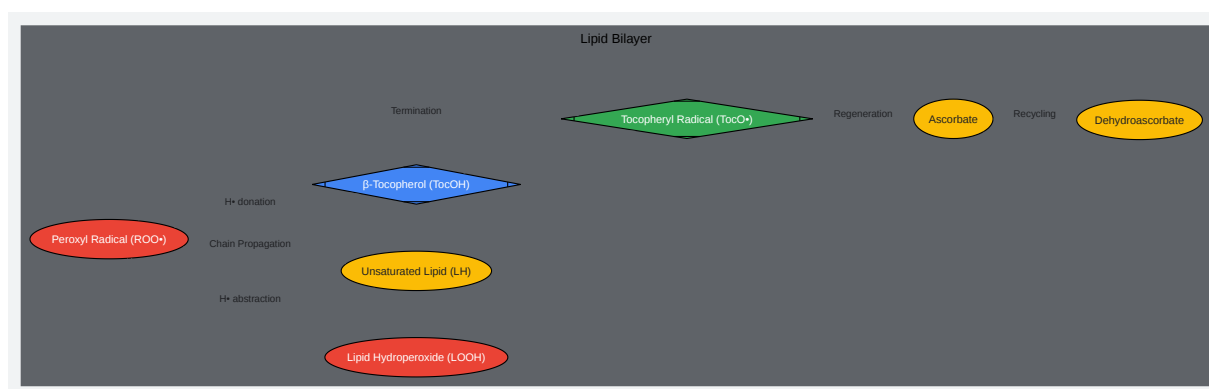 Lipid Bilayer
Termination
Tocopheryl Radical (TocO•)
Regeneration
Ascorbate
Recycling
Dehydroascorbate
β-Tocopherol (TocOH)
H• donation
Peroxyl Radical (ROO•)
Chain Propagation
Unsaturated Lipid (LH)
H• abstraction
Lipid Hydroperoxide (LOOH)